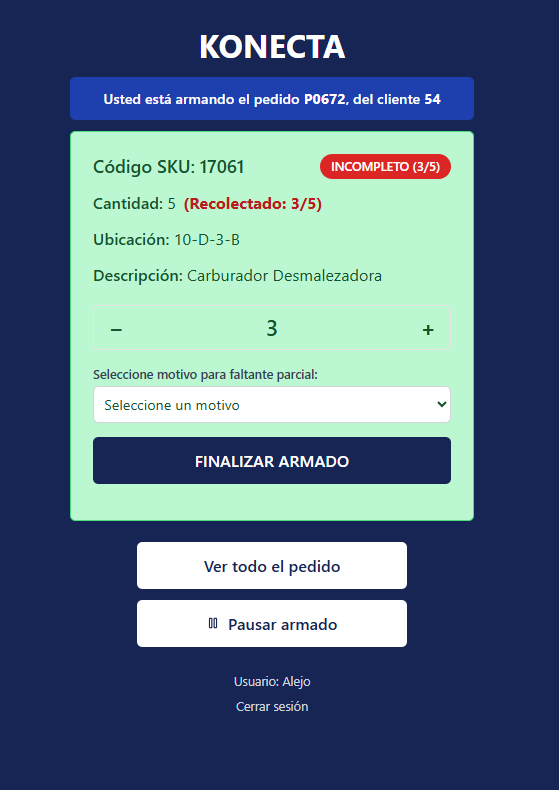 KONECTA
Usted está armando el pedido P0672, del cliente 54
Código SKU: 17061
INCOMPLETO (3/5)
Cantidad: 5 (Recolectado: 3/5)
Ubicación: 10-D-3-B
Descripción: Carburador Desmalezadora
– 3 +
Seleccione motivo para faltante parcial:
Seleccione un motivo
FINALIZAR ARMADO
Ver todo el pedido
Pausar armado
Usuario: Alejo
Cerrar sesión